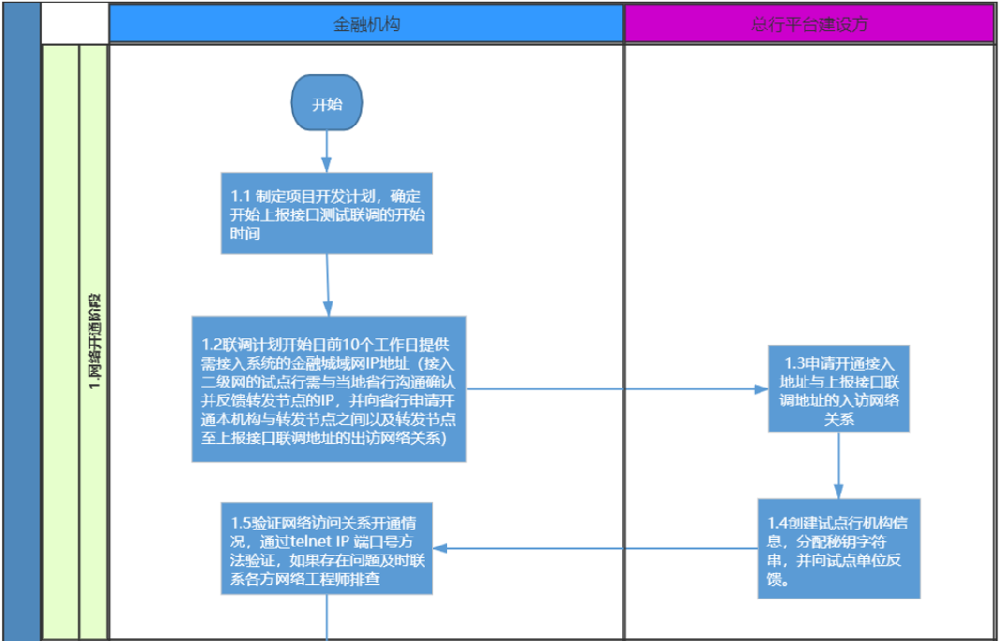 金融机构
总行平台建设方
1.网络开通阶段
开始
1.1 制定项目开发计划，确定
开始上报接口测试联调的开始
时间
1.2联调计划开始日前10个工作日提供
需接入系统的金融城域网IP地址（接入
二级网的试点行需与当地省行沟通确认
并反馈转发节点的IP，并向省行申请开
通本机构与转发节点之间以及转发节点
至上报接口联调地址的出访网络关系）
1.3申请开通接入
地址与上报接口联
调地址的入访网络
关系
1.4创建试点行机构信
息，分配秘钥字符
串，并向试点单位反
馈。
1.5验证网络访问关系开通情
况，通过telnet IP 端口号方
法验证，如果存在问题及时联
系各方网络工程师排查